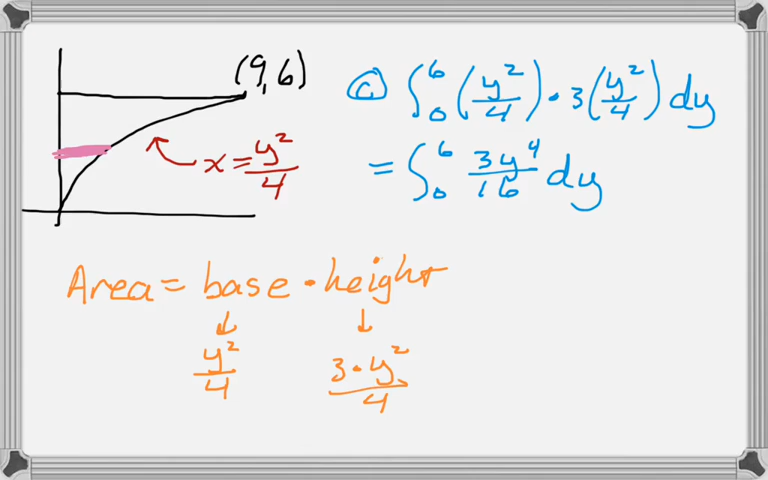 (9,6)
x = y²/4
ⓒ ∫₀⁶ (y²/4) · 3(y²/4) dy
= ∫₀⁶ 3y⁴/16 dy
Area = base · height
↓ ↓
y²/4 3·y²/4